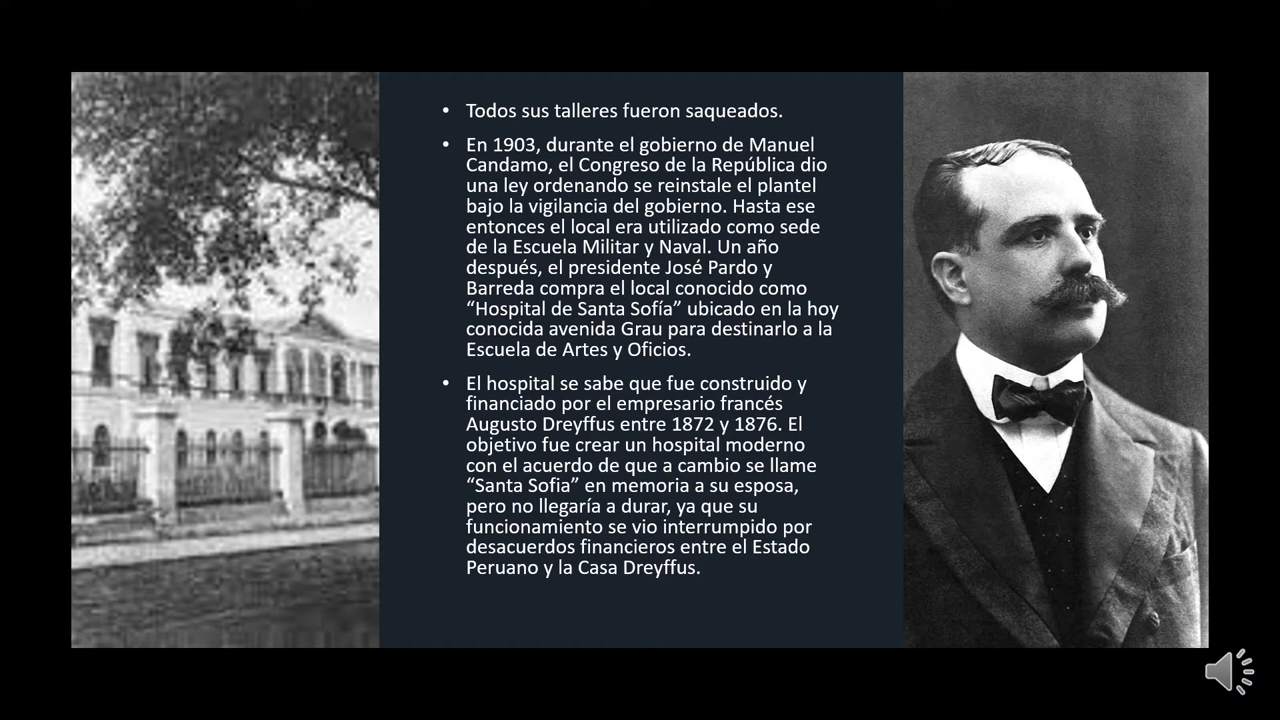 • Todos sus talleres fueron saqueados.
• En 1903, durante el gobierno de Manuel
Candamo, el Congreso de la República dio
una ley ordenando se reinstale el plantel
bajo la vigilancia del gobierno. Hasta ese
entonces el local era utilizado como sede
de la Escuela Militar y Naval. Un año
después, el presidente José Pardo y
Barreda compra el local conocido como
“Hospital de Santa Sofía” ubicado en la hoy
conocida avenida Grau para destinarlo a la
Escuela de Artes y Oficios.
• El hospital se sabe que fue construido y
financiado por el empresario francés
Augusto Dreyffus entre 1872 y 1876. El
objetivo fue crear un hospital moderno
con el acuerdo de que a cambio se llame
“Santa Sofia” en memoria a su esposa,
pero no llegaría a durar, ya que su
funcionamiento se vio interrumpido por
desacuerdos financieros entre el Estado
Peruano y la Casa Dreyffus.